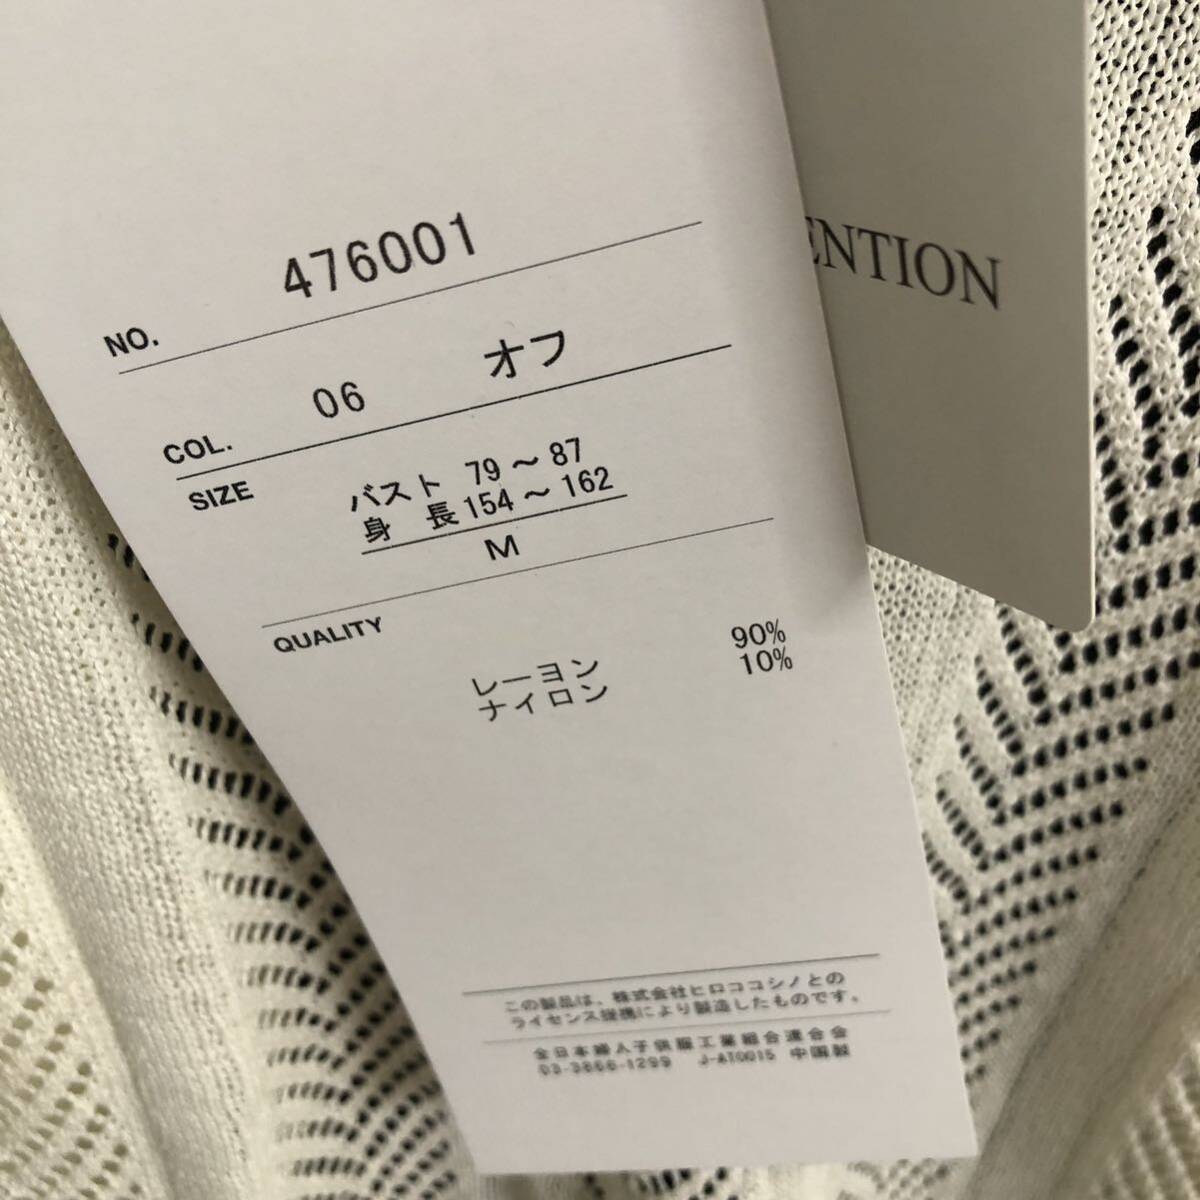 476001
NO.
06 オフ
COL.
SIZE
バスト 79～87
身 長 154～162
M
QUALITY
レーヨン 90%
ナイロン 10%
この製品は、株式会社ヒロココシノとの
ライセンス提携により製造したものです。
全日本婦人子供服工業組合連合会
03-3866-1299 J-AT0015 中国製
ENTION